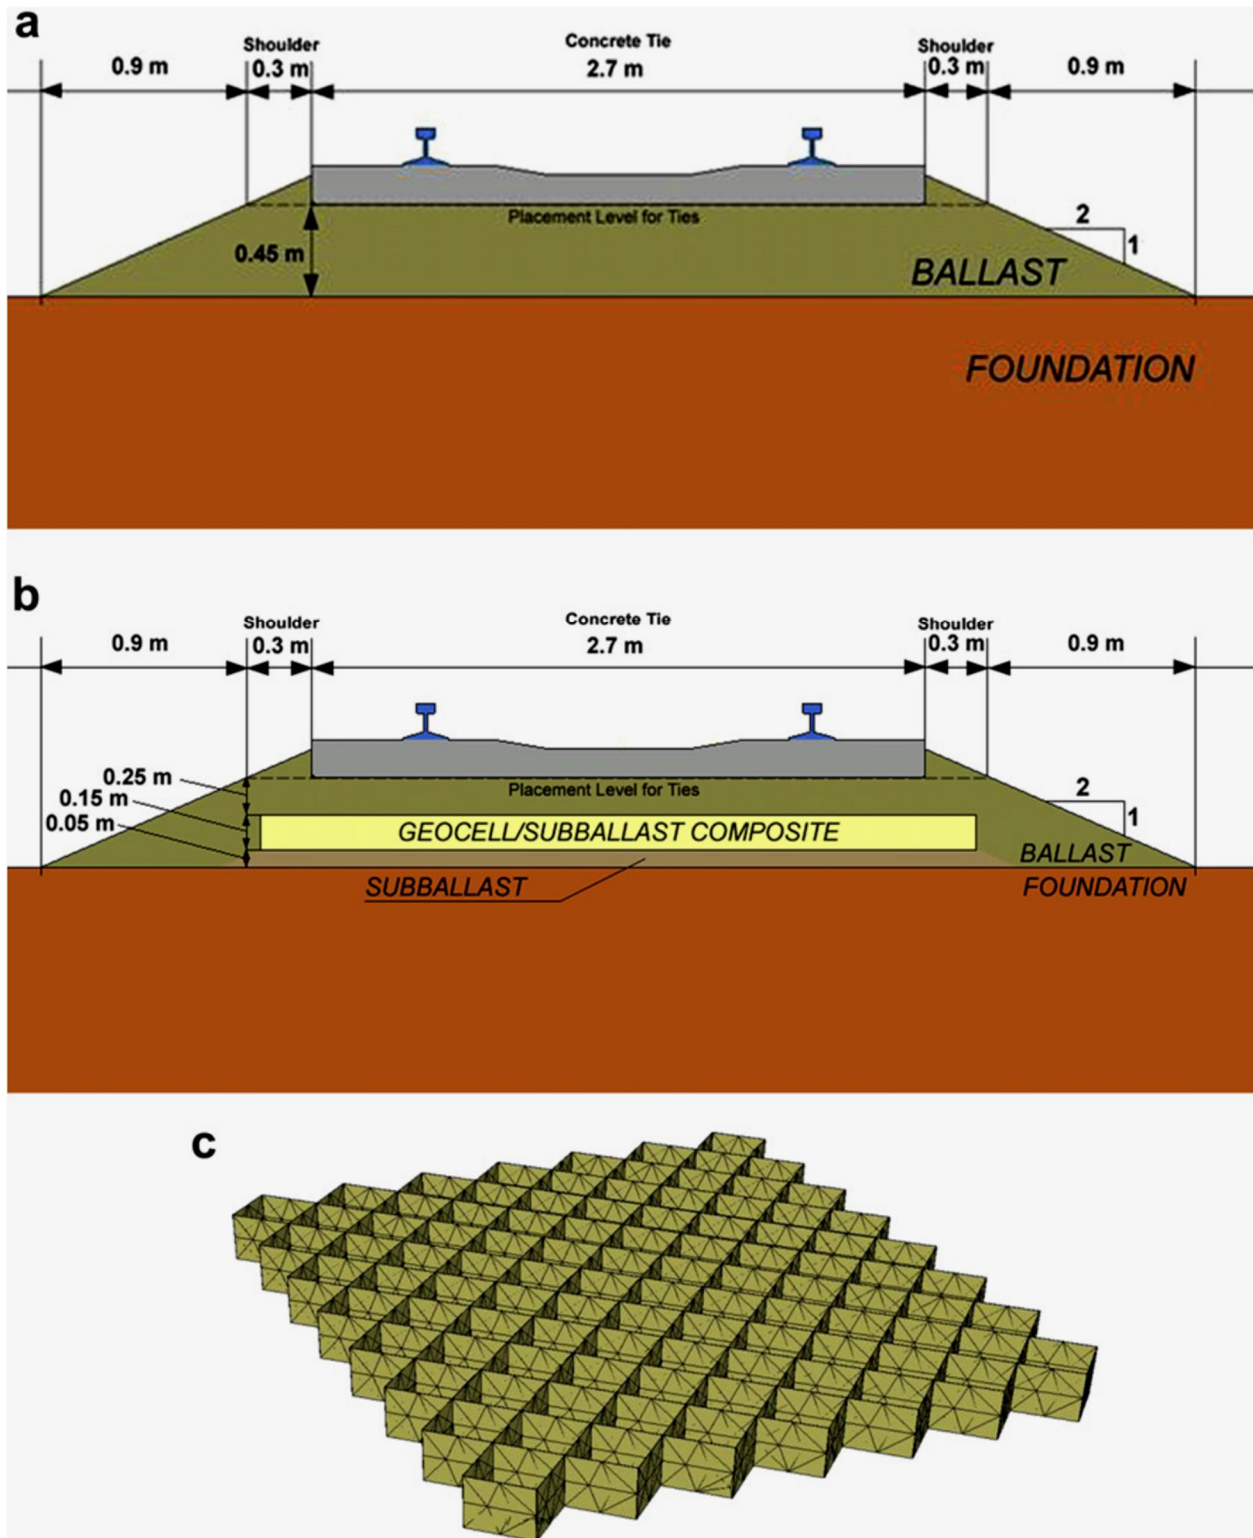 a
Shoulder
Concrete Tie
Shoulder
0.9 m
0.3 m
2.7 m
0.3 m
0.9 m
Placement Level for Ties
2
1
0.45 m
BALLAST
FOUNDATION
b
Shoulder
Concrete Tie
Shoulder
0.9 m
0.3 m
2.7 m
0.3 m
0.9 m
0.25 m
Placement Level for Ties
2
0.15 m
1
0.05 m
GEOCELL/SUBBALLAST COMPOSITE
BALLAST
SUBBALLAST
FOUNDATION
c